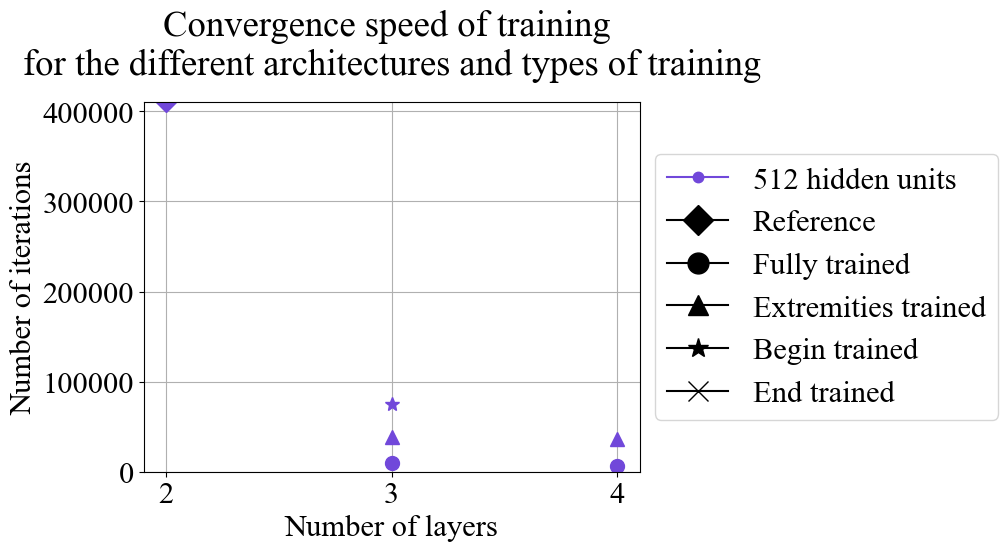 Convergence speed of training
for the different architectures and types of training
400000
300000
200000
100000
0
Number of iterations
2 3 4
Number of layers
512 hidden units
Reference
Fully trained
Extremities trained
Begin trained
End trained